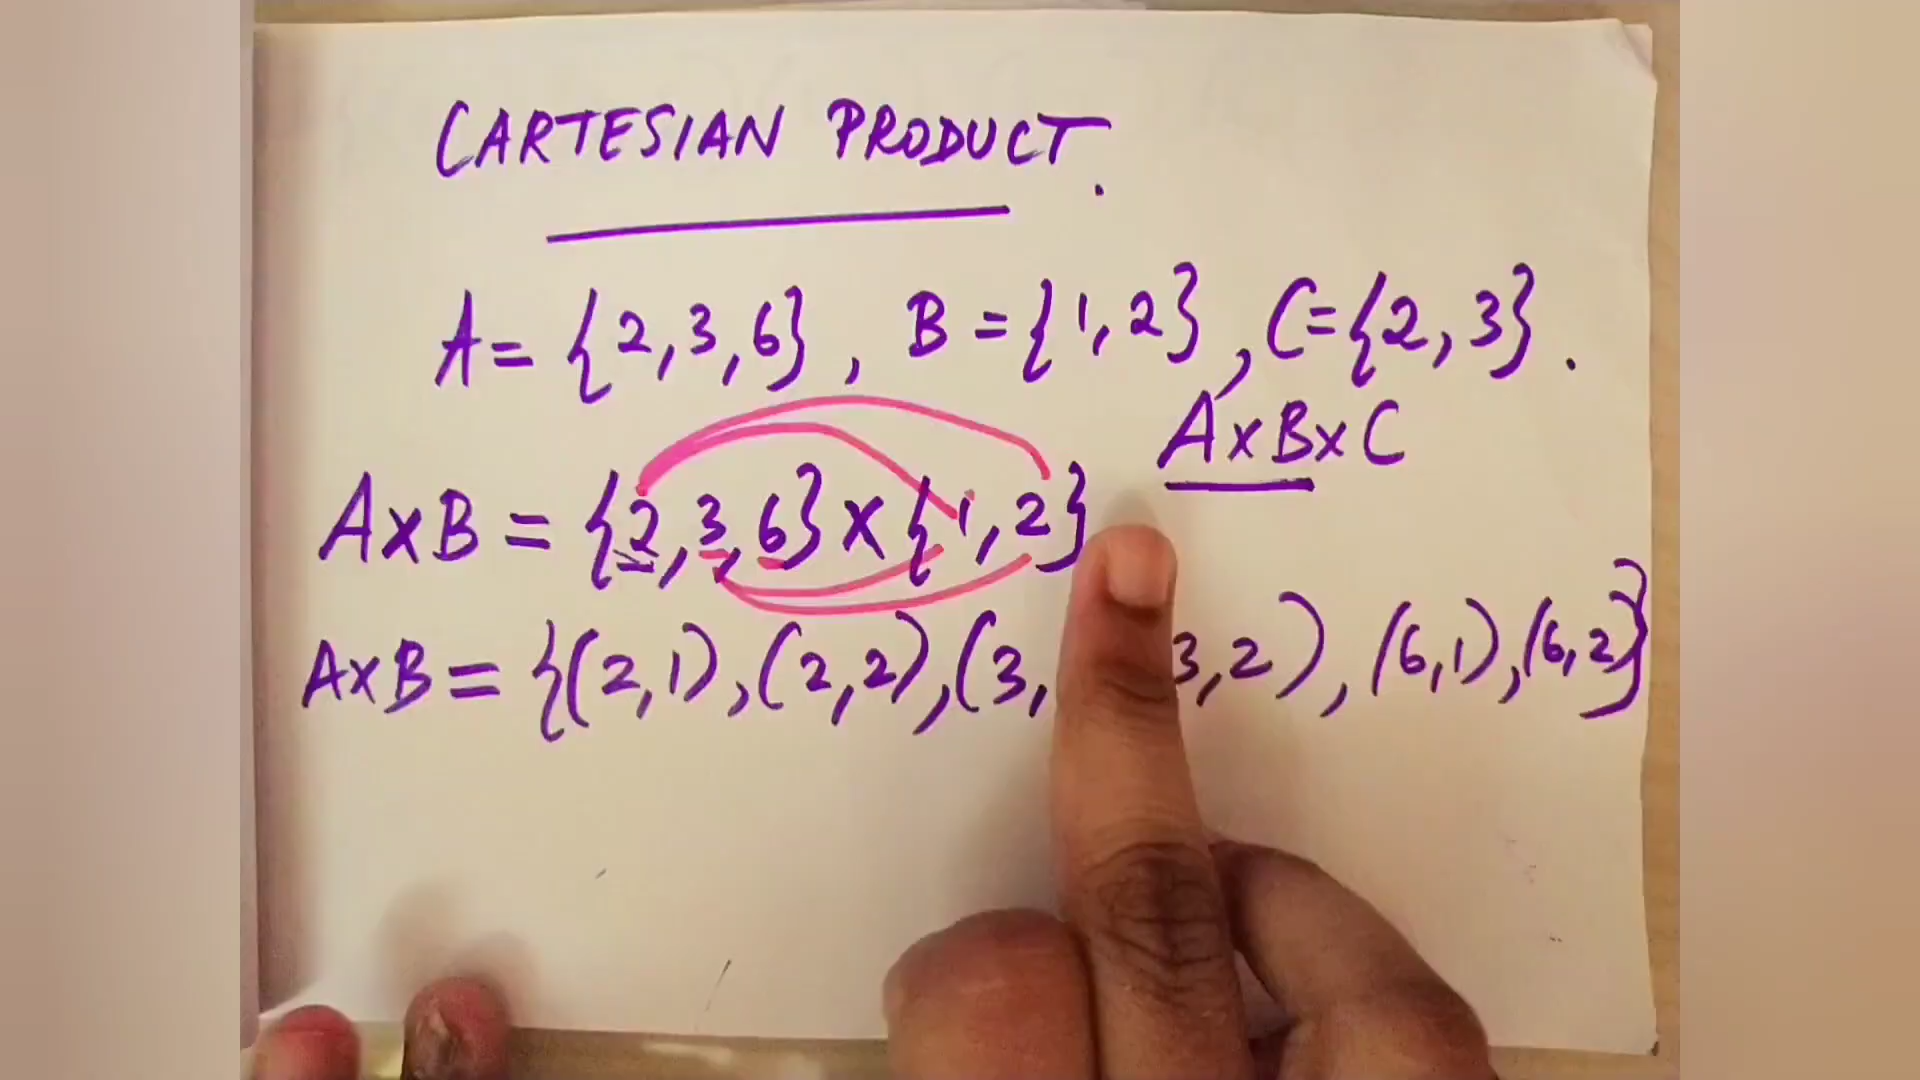 CARTESIAN PRODUCT.
A = {2,3,6}, B = {1,2}, C = {2,3}.
A×B×C
A×B = {2,3,6} × {1,2}
A×B = {(2,1),(2,2),(3, 3,2),(6,1),(6,2)}